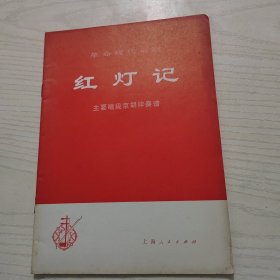 革命现代京剧
红灯记
主要唱段京胡伴奏谱
上海人民出版社